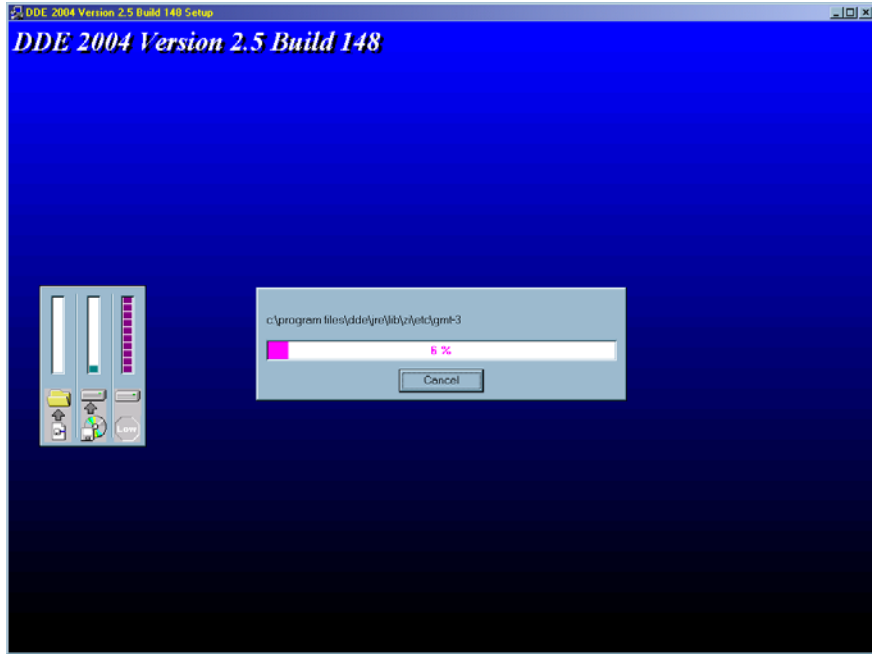 DDE 2004 Version 2.5 Build 148 Setup
DDE 2004 Version 2.5 Build 148
c:\program files\dde\jre\lib\zi\etc\gmt-3
6 %
Cancel
Low